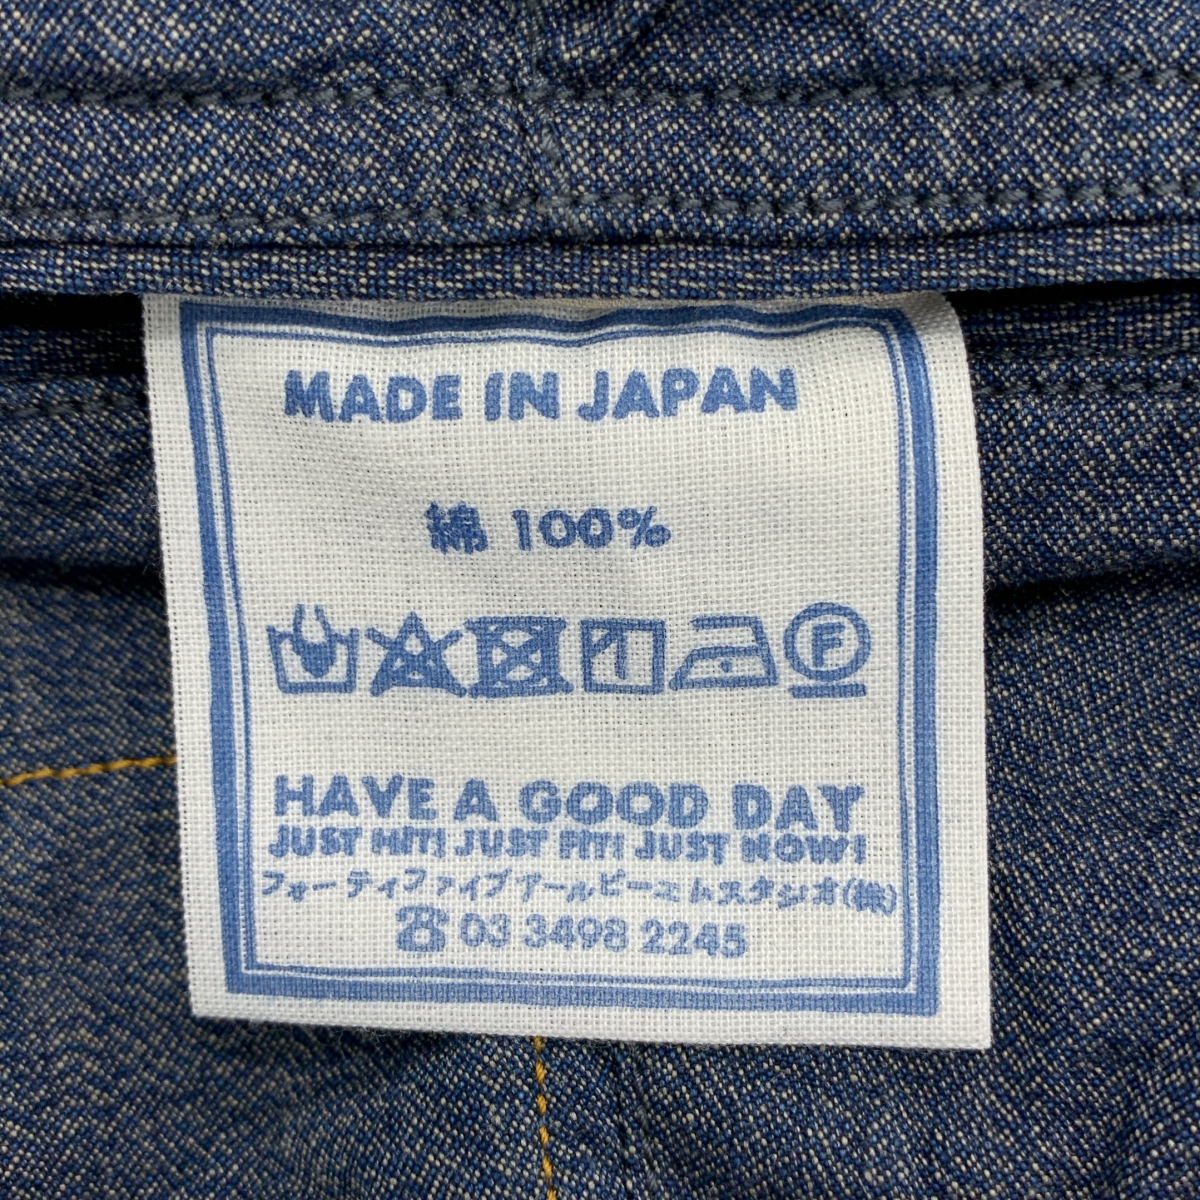 MADE IN JAPAN
綿 100%
F
HAVE A GOOD DAY
JUST HIT! JUST FIT! JUST NOW!
フォーティファイブアールピーエムスタジオ(株)
☎ 03 3498 2245